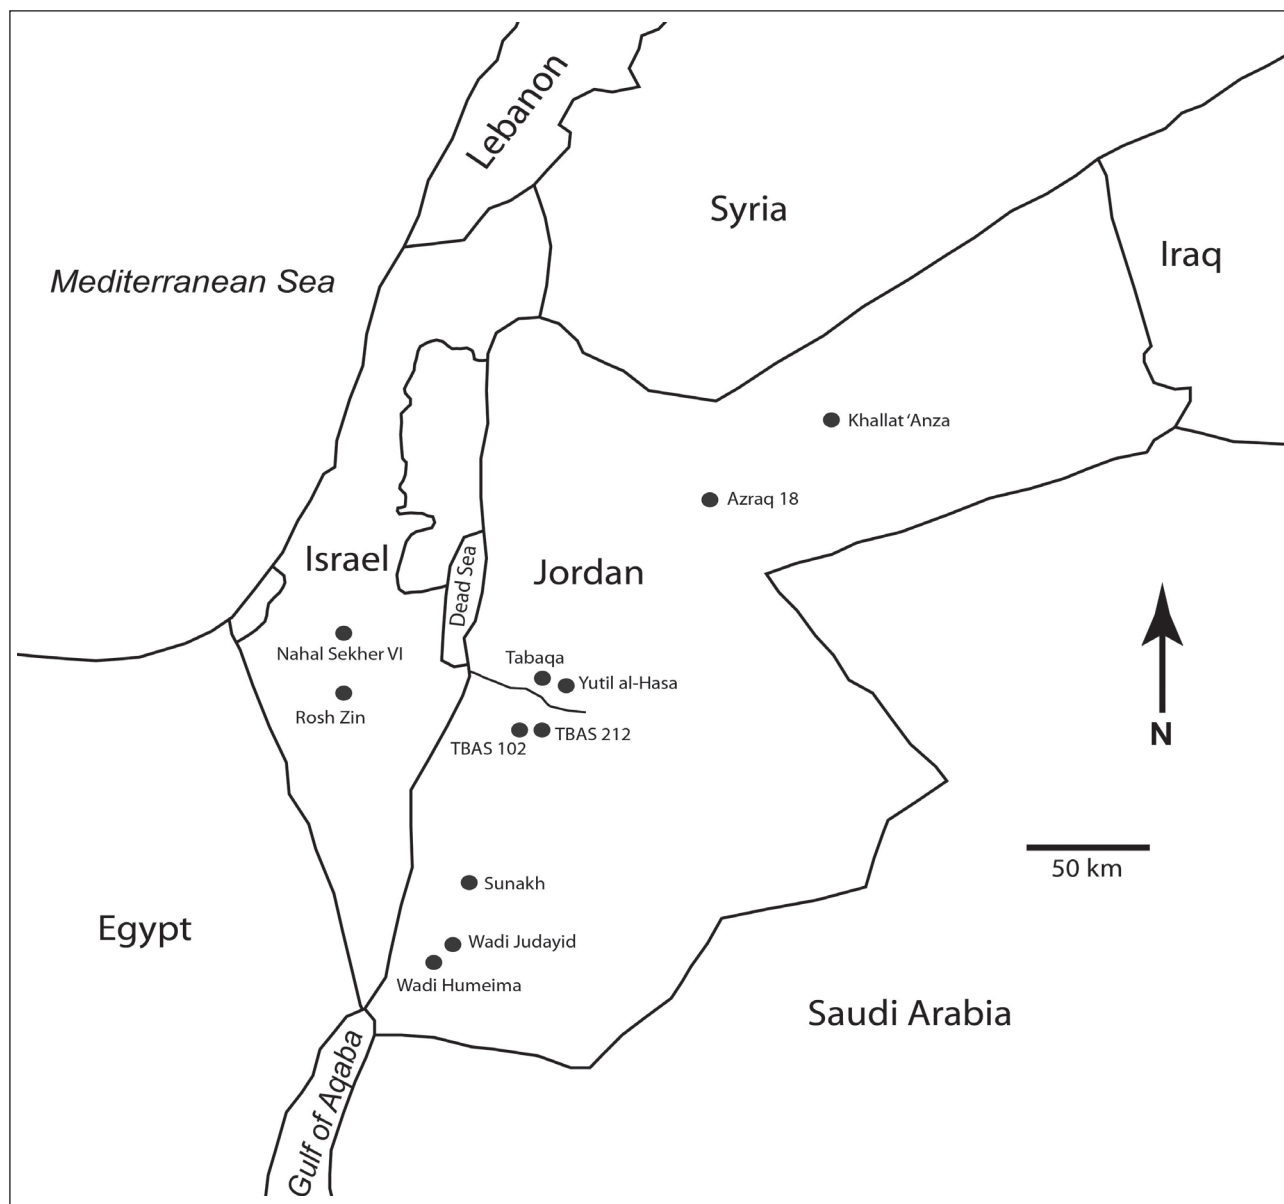 Lebanon
Syria
Iraq
Mediterranean Sea
Khallat ‘Anza
Azraq 18
Israel
Dead Sea
Jordan
Nahal Sekher VI
Tabaqa
Yutil al-Hasa
Rosh Zin
TBAS 102
TBAS 212
N
50 km
Sunakh
Egypt
Wadi Judayid
Wadi Humeima
Saudi Arabia
Gulf of Aqaba